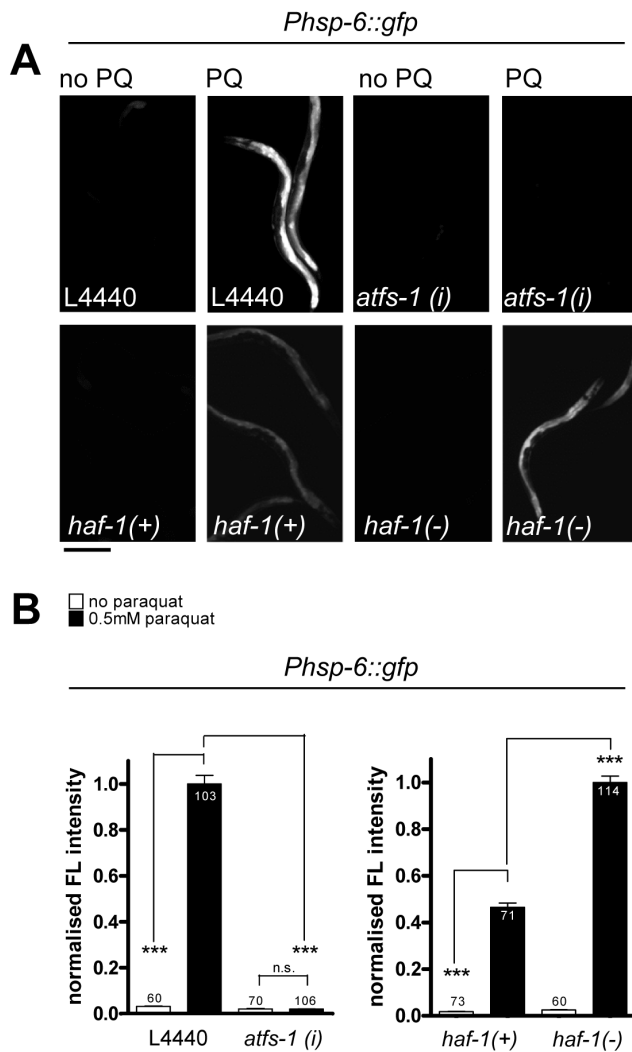 Phsp-6::gfp
A
no PQ PQ no PQ PQ
L4440 L4440 atfs-1 (i) atfs-1(i)
haf-1(+) haf-1(+) haf-1(-) haf-1(-)
B
no paraquat
0.5mM paraquat
Phsp-6::gfp
normalised FL intensity
1.0
0.8
0.6
0.4
0.2
0.0
103
***
***
n.s.
60
70
106
L4440 atfs-1 (i)
normalised FL intensity
1.0
0.8
0.6
0.4
0.2
0.0
***
114
71
***
73
60
haf-1(+) haf-1(-)